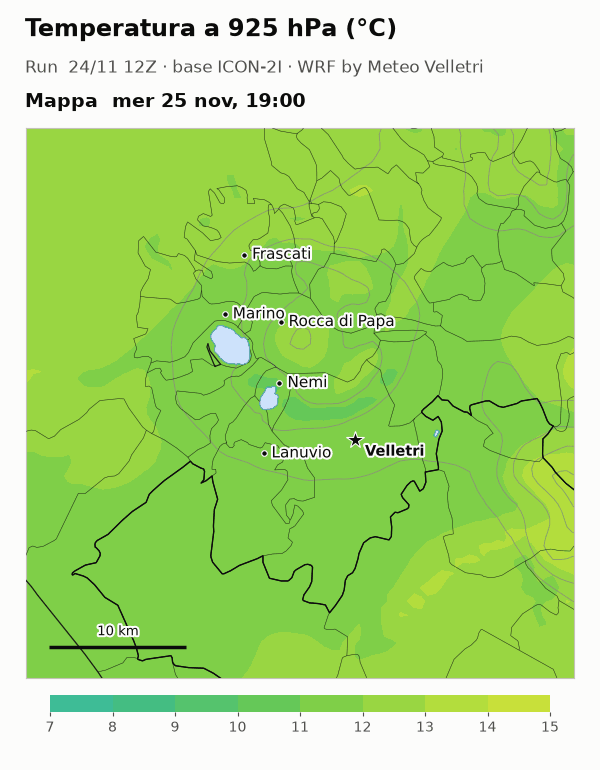 Temperatura a 925 hPa (°C)
Run  24/11 12Z · base ICON-2I · WRF by Meteo Velletri
Mappa  mer 25 nov, 19:00
Frascati
Marino
Rocca di Papa
Nemi
Velletri
Lanuvio
10 km
7 8 9 10 11 12 13 14 15